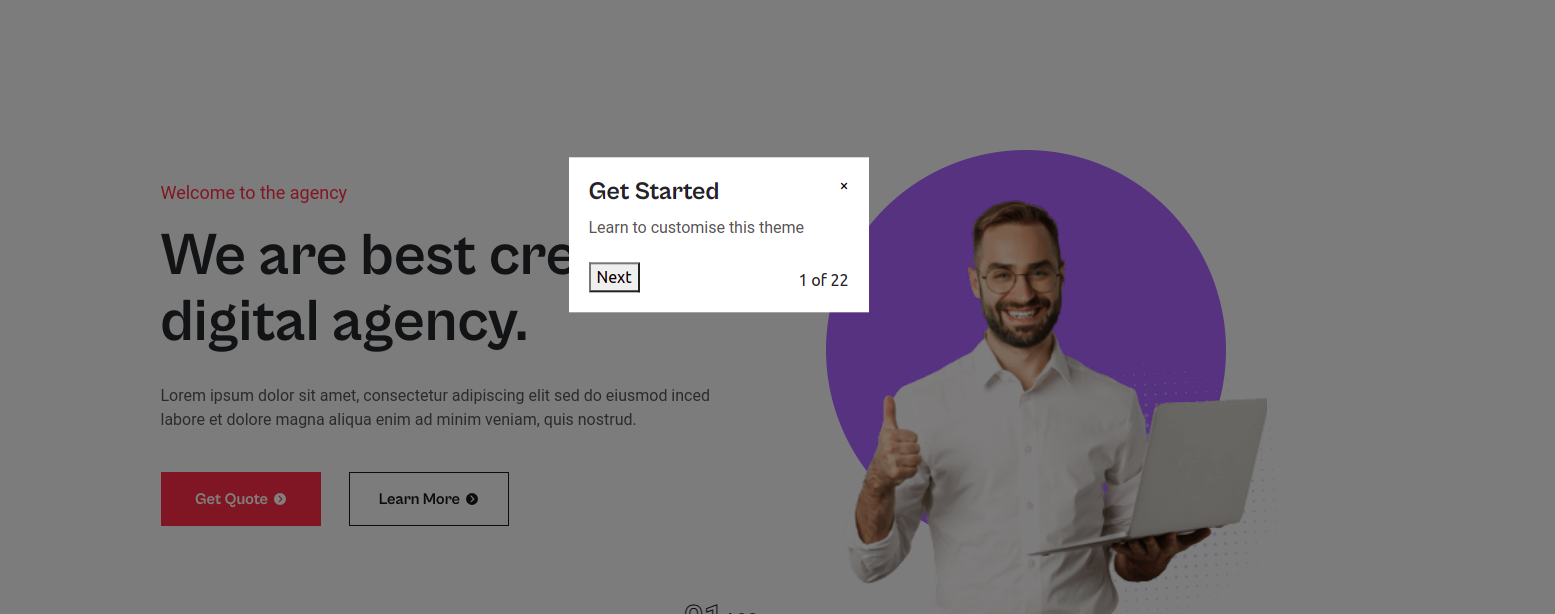 Welcome to the agency
We are best cre
digital agency.
Lorem ipsum dolor sit amet, consectetur adipiscing elit sed do eiusmod inced
labore et dolore magna aliqua enim ad minim veniam, quis nostrud.
Get Quote
Learn More
Get Started
×
Learn to customise this theme
Next
1 of 22